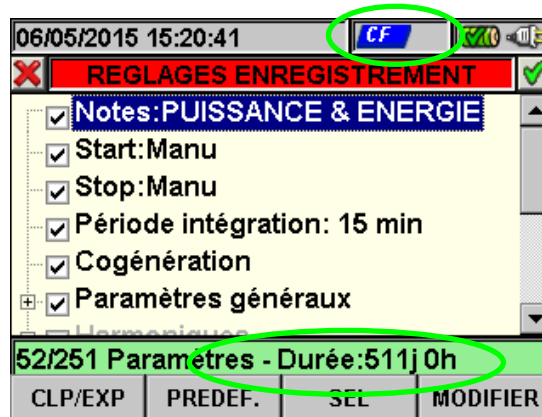 06/05/2015 15:20:41 CF
REGLAGES ENREGISTREMENT
Notes:PUISSANCE & ENERGIE
Start:Manu
Stop:Manu
Période intégration: 15 min
Cogénération
Paramètres généraux
Harmoniques
52/251 Paramètres - Durée:511j 0h
CLP/EXP PREDEF. SEL MODIFIER